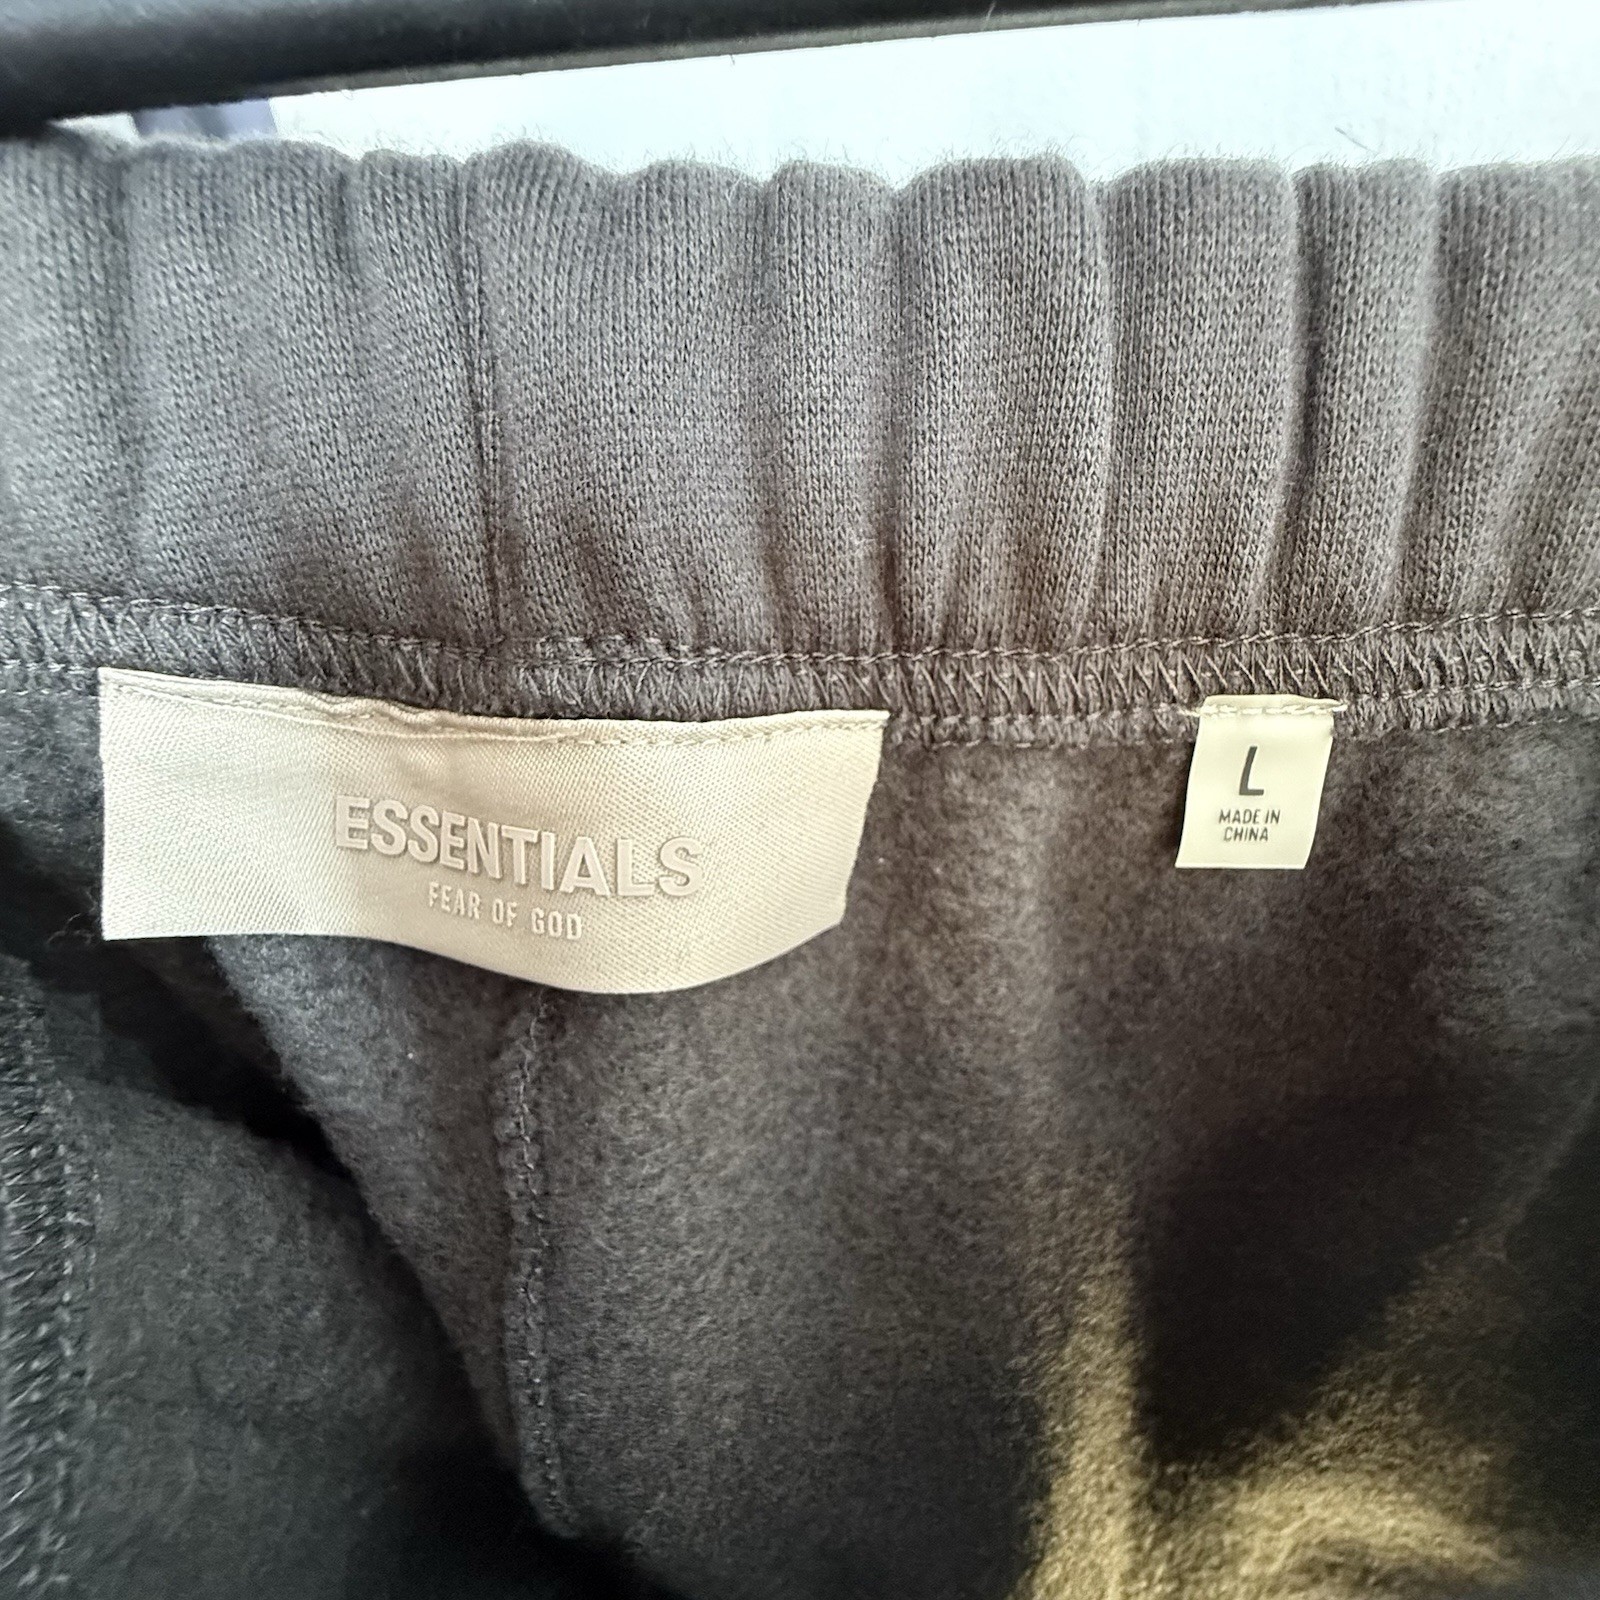 ESSENTIALS
FEAR OF GOD
L
MADE IN
CHINA